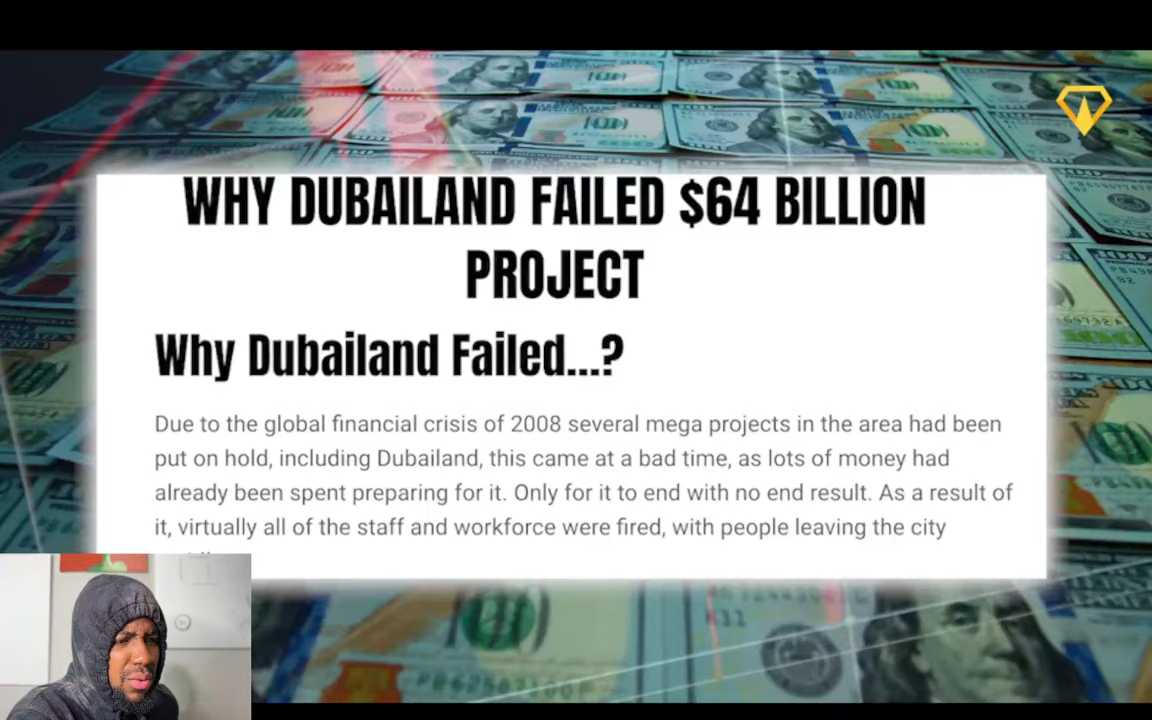 WHY DUBAILAND FAILED $64 BILLION
PROJECT
Why Dubailand Failed...?
Due to the global financial crisis of 2008 several mega projects in the area had been
put on hold, including Dubailand, this came at a bad time, as lots of money had
already been spent preparing for it. Only for it to end with no end result. As a result of
it, virtually all of the staff and workforce were fired, with people leaving the city